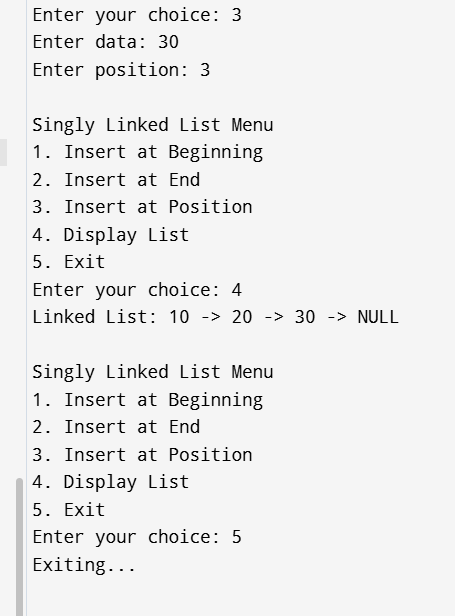 Enter your choice: 3
Enter data: 30
Enter position: 3

Singly Linked List Menu
1. Insert at Beginning
2. Insert at End
3. Insert at Position
4. Display List
5. Exit
Enter your choice: 4
Linked List: 10 -> 20 -> 30 -> NULL

Singly Linked List Menu
1. Insert at Beginning
2. Insert at End
3. Insert at Position
4. Display List
5. Exit
Enter your choice: 5
Exiting...